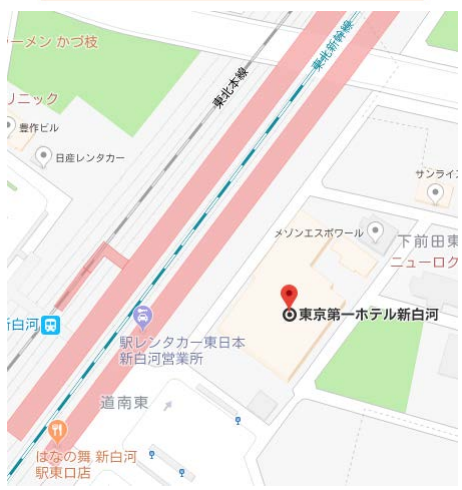 ーメン かづ枝
東北本線
東北新幹線
リニック
豊作ビル
日産レンタカー
サンライズ
メゾンエスポワール
下前田東
ニューロク
東京第一ホテル新白河
新白河
駅レンタカー東日本
新白河営業所
道南東
はなの舞 新白河
駅東口店